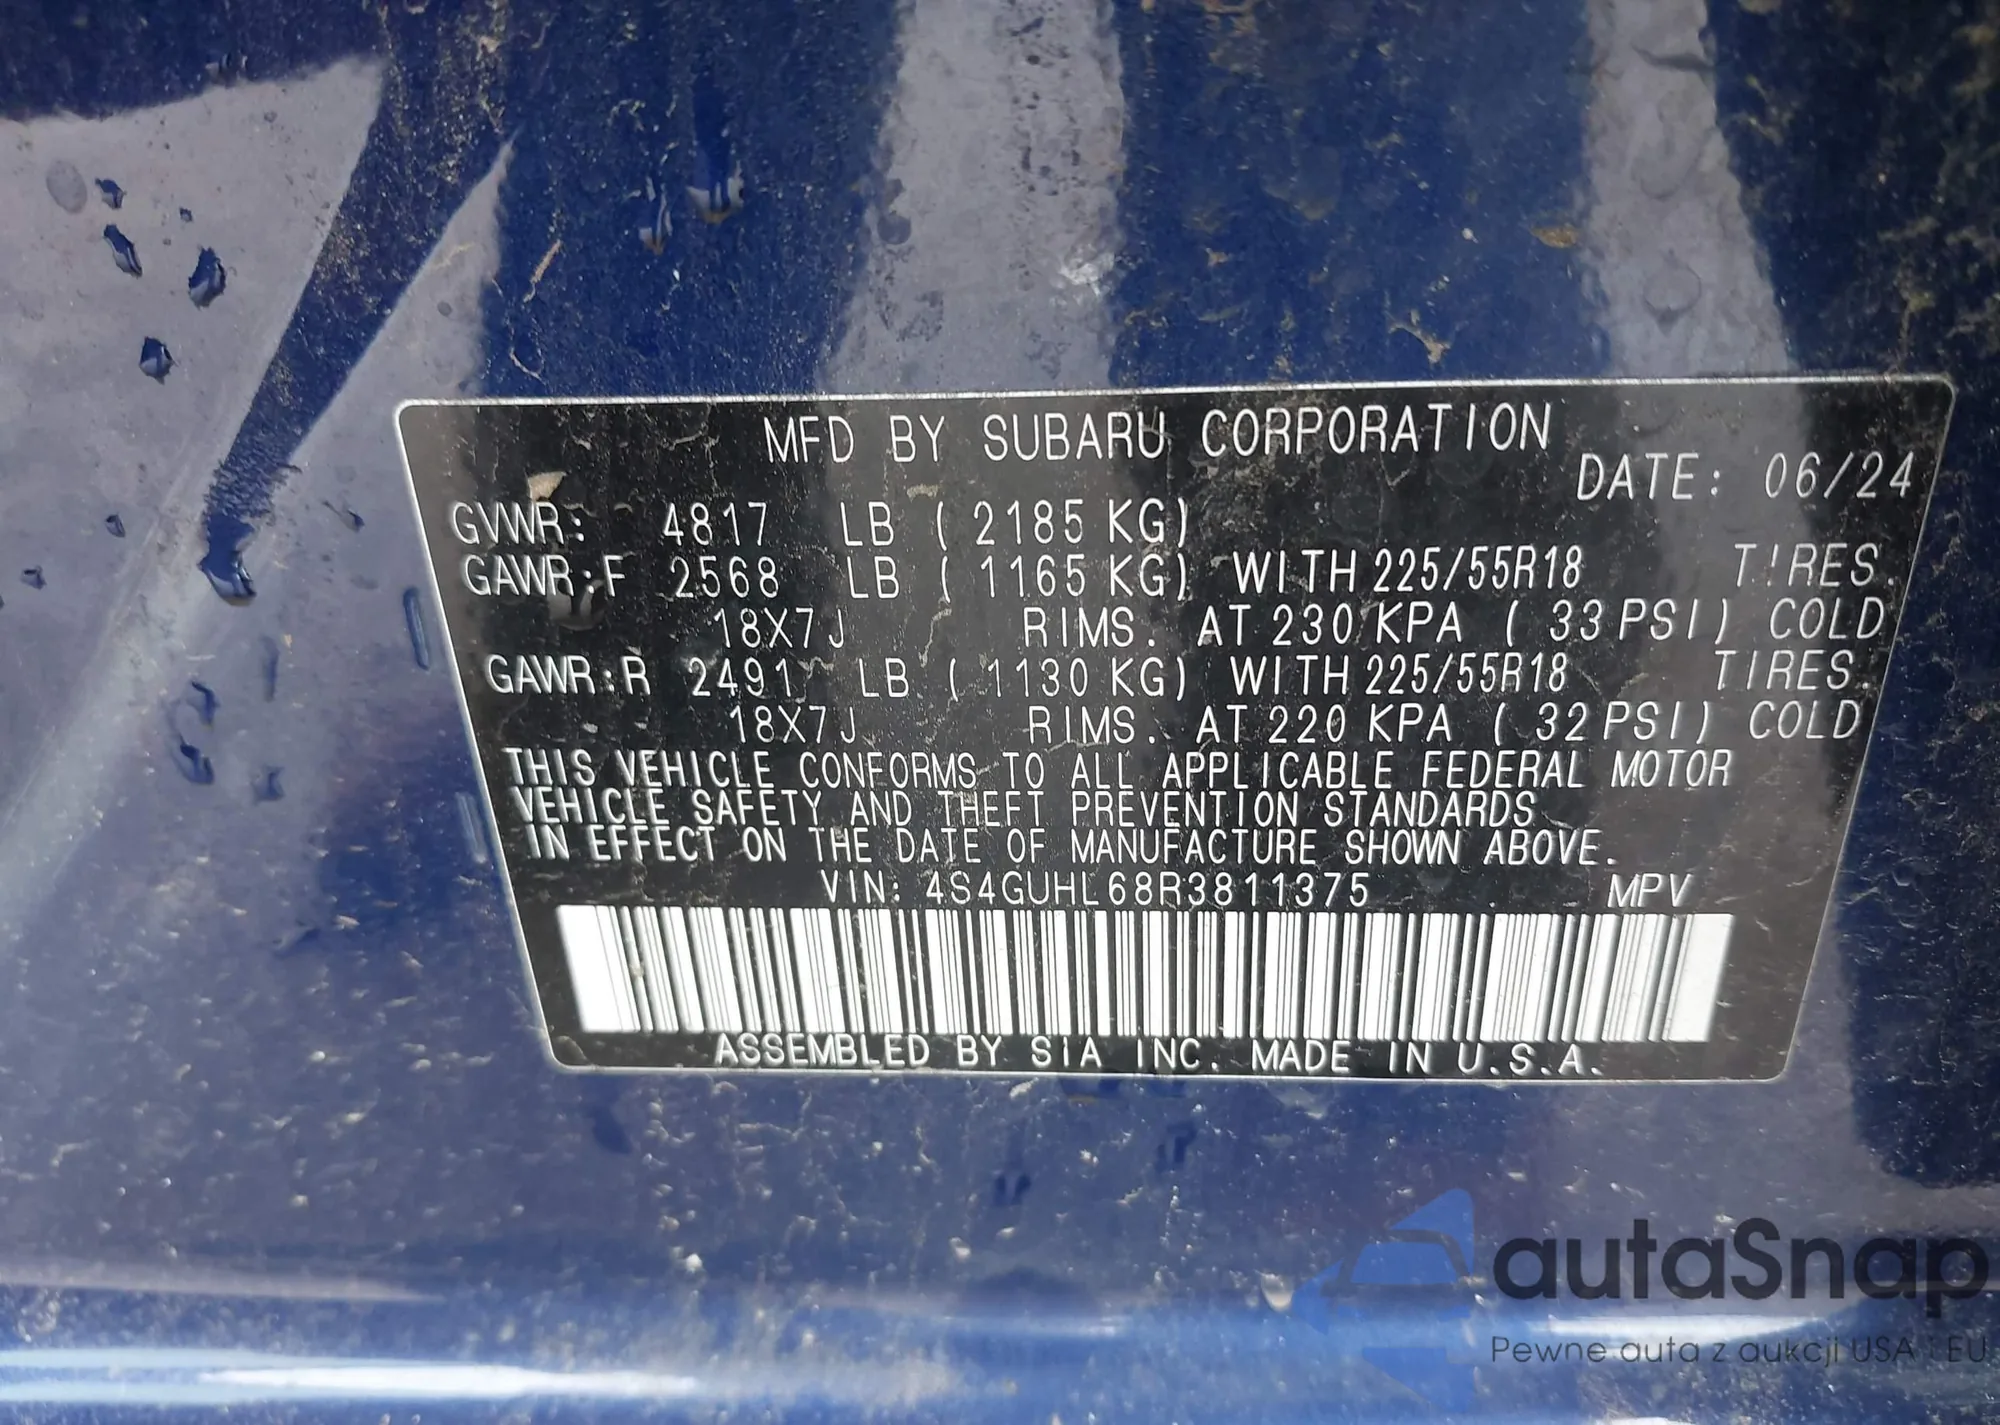 MFD BY SUBARU CORPORATION
DATE: 06/24
GVWR: 4817 LB ( 2185 KG)
GAWR:F 2568 LB ( 1165 KG) WITH 225/55R18 TIRES.
18X7J RIMS. AT 230 KPA ( 33 PSI) COLD
GAWR:R 2491 LB ( 1130 KG) WITH 225/55R18 TIRES.
18X7J RIMS. AT 220 KPA ( 32 PSI) COLD
THIS VEHICLE CONFORMS TO ALL APPLICABLE FEDERAL MOTOR
VEHICLE SAFETY AND THEFT PREVENTION STANDARDS
IN EFFECT ON THE DATE OF MANUFACTURE SHOWN ABOVE.
VIN: 4S4GUHL68R3811375 MPV
ASSEMBLED BY SIA INC. MADE IN U.S.A.
autaSnap
Pewne auta z aukcji USA i EU